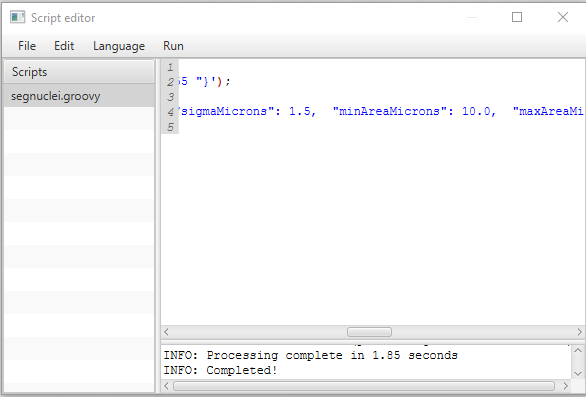 Script editor
File Edit Language Run
Scripts
segnuclei.groovy
1
2 55 "}');
3
4 "sigmaMicrons": 1.5, "minAreaMicrons": 10.0, "maxAreaMi
5
INFO: Processing complete in 1.85 seconds
INFO: Completed!